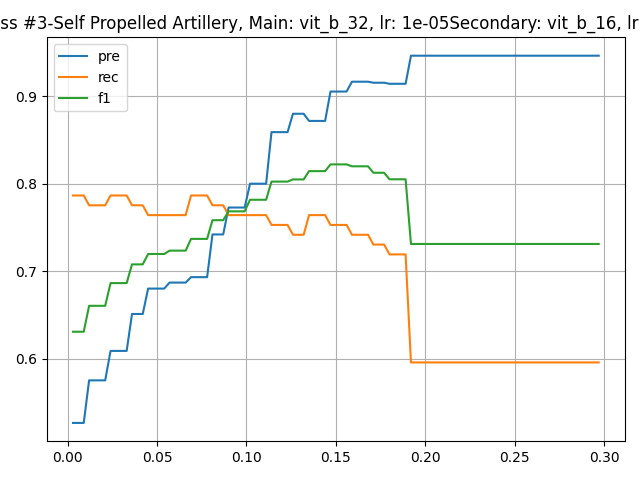 ss #3-Self Propelled Artillery, Main: vit_b_32, lr: 1e-05Secondary: vit_b_16, lr
pre
rec
f1
0.9
0.8
0.7
0.6
0.00 0.05 0.10 0.15 0.20 0.25 0.30